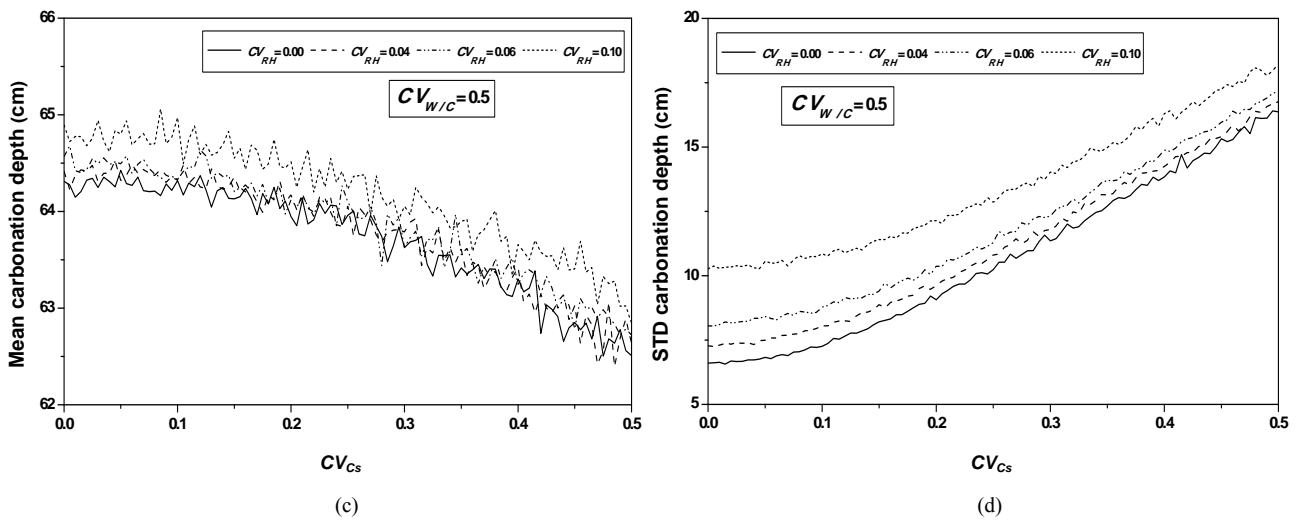 66
65
64
63
62
Mean carbonation depth (cm)
CV_RH=0.00 CV_RH=0.04 CV_RH=0.06 CV_RH=0.10
CV_W/C=0.5
0.0 0.1 0.2 0.3 0.4 0.5
CV_Cs
(c)
20
15
10
5
STD carbonation depth (cm)
CV_RH=0.00 CV_RH=0.04 CV_RH=0.06 CV_RH=0.10
CV_W/C=0.5
0.0 0.1 0.2 0.3 0.4 0.5
CV_Cs
(d)